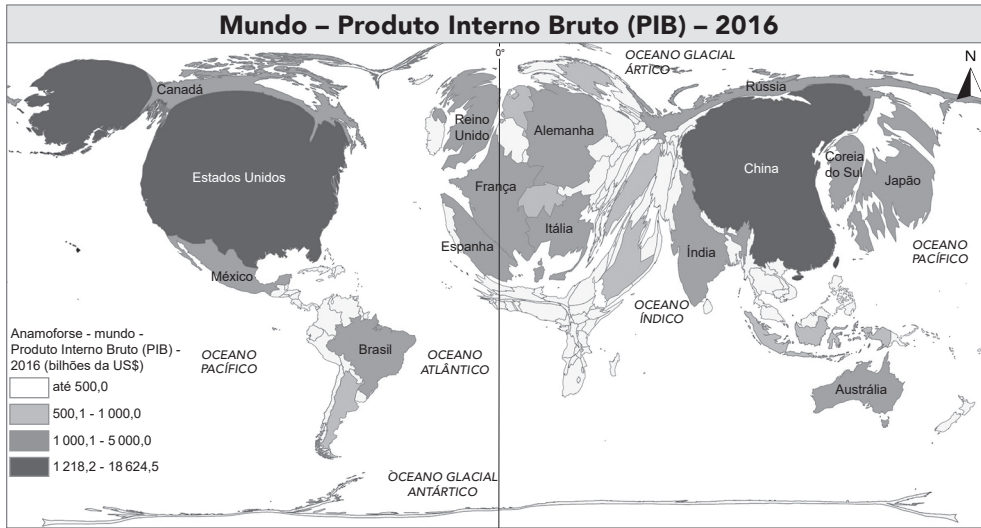 Mundo – Produto Interno Bruto (PIB) – 2016
OCEANO GLACIAL
ÁRTICO
0°
N
Canadá
Rússia
Reino
Unido
Alemanha
Estados Unidos
China
Coreia
do Sul
Japão
França
Itália
Espanha
Índia
México
OCEANO
PACÍFICO
OCEANO
ÍNDICO
Anamoforse - mundo -
Produto Interno Bruto (PIB) -
2016 (bilhões da US$)
até 500,0
500,1 - 1 000,0
1 000,1 - 5 000,0
1 218,2 - 18 624,5
OCEANO
PACÍFICO
Brasil
OCEANO
ATLÂNTICO
Austrália
OCEANO GLACIAL
ANTÁRTICO